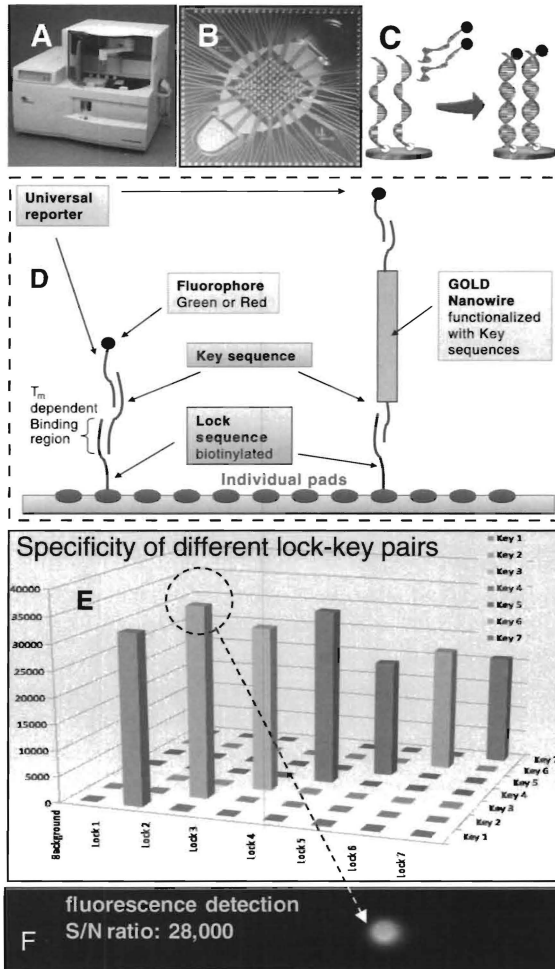 A
B
C
D
Universal
reporter
Fluorophore
Green or Red
GOLD
Nanowire
functionalized
with Key
sequences
Key sequence
Tm
dependent
Binding
region
Lock
sequence
biotinylated
Individual pads
Specificity of different lock-key pairs
E
Key 1
Key 2
Key 3
Key 4
Key 5
Key 6
Key 7
40000
35000
30000
25000
20000
15000
10000
5000
0
Background
Lock 1
Lock 2
Lock 3
Lock 4
Lock 5
Lock 6
Lock 7
Key 7
Key 6
Key 5
Key 4
Key 3
Key 2
Key 1
fluorescence detection
S/N ratio: 28,000
F